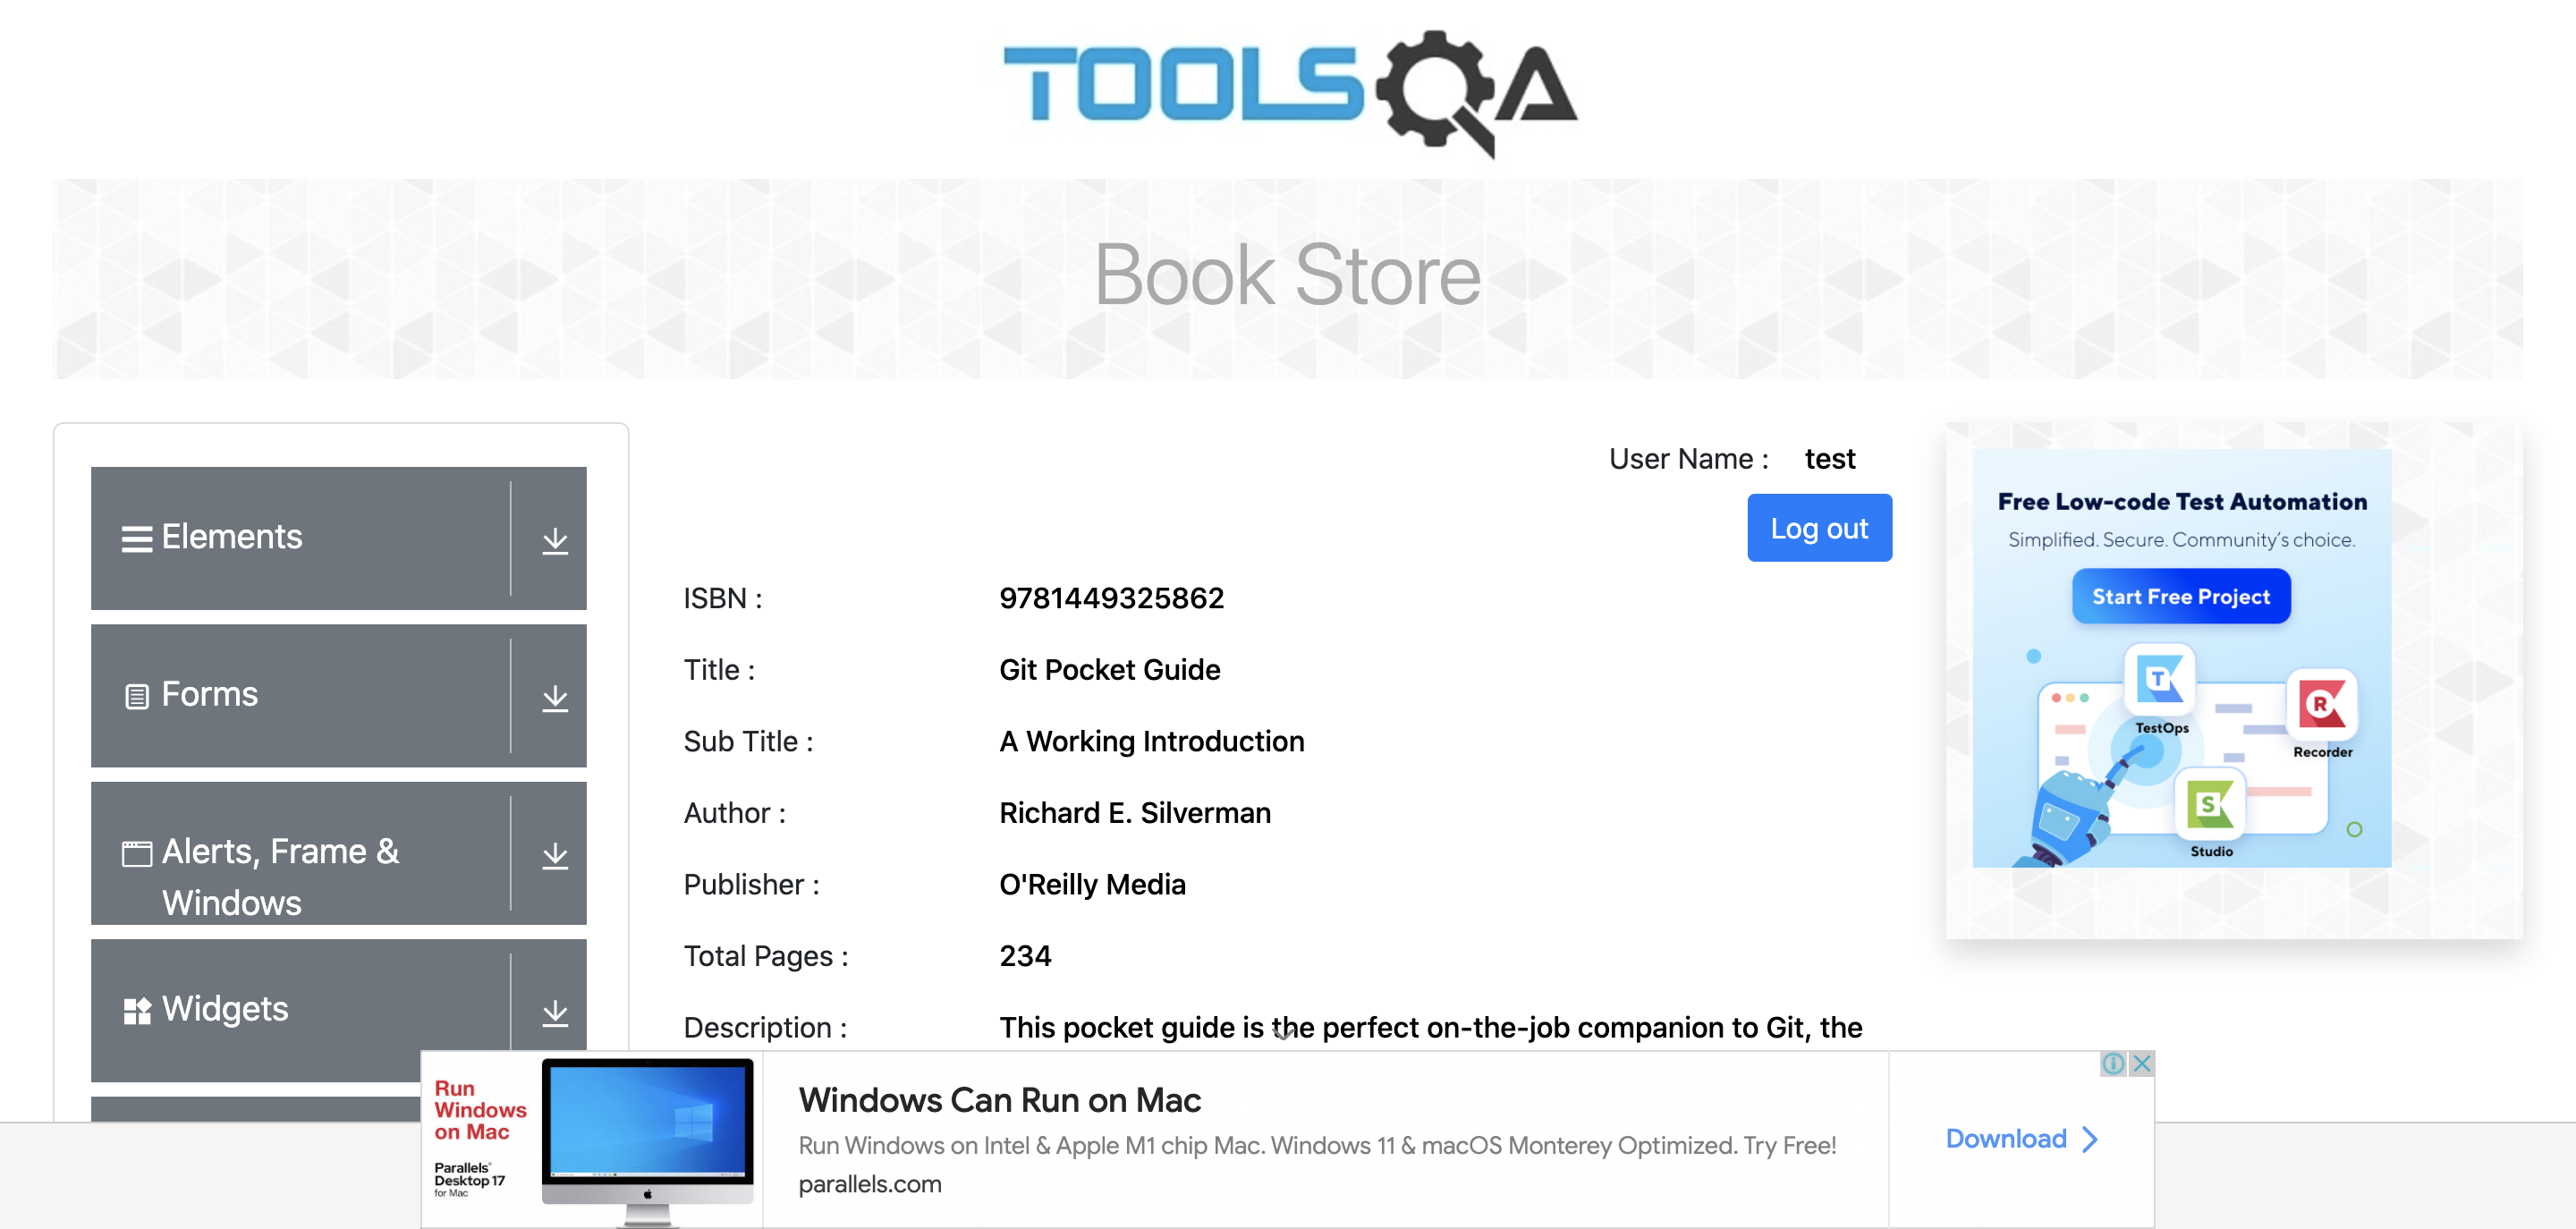 TOOLSQA
Book Store
Elements
Forms
Alerts, Frame &
Windows
Widgets
User Name : test
Log out
ISBN : 9781449325862
Title : Git Pocket Guide
Sub Title : A Working Introduction
Author : Richard E. Silverman
Publisher : O'Reilly Media
Total Pages : 234
Description : This pocket guide is the perfect on-the-job companion to Git, the
Free Low-code Test Automation
Simplified. Secure. Community's choice.
Start Free Project
T
TestOps
R
Recorder
S
Studio
Run
Windows
on Mac
Parallels®
Desktop 17
for Mac
Windows Can Run on Mac
Run Windows on Intel & Apple M1 chip Mac. Windows 11 & macOS Monterey Optimized. Try Free!
parallels.com
Download